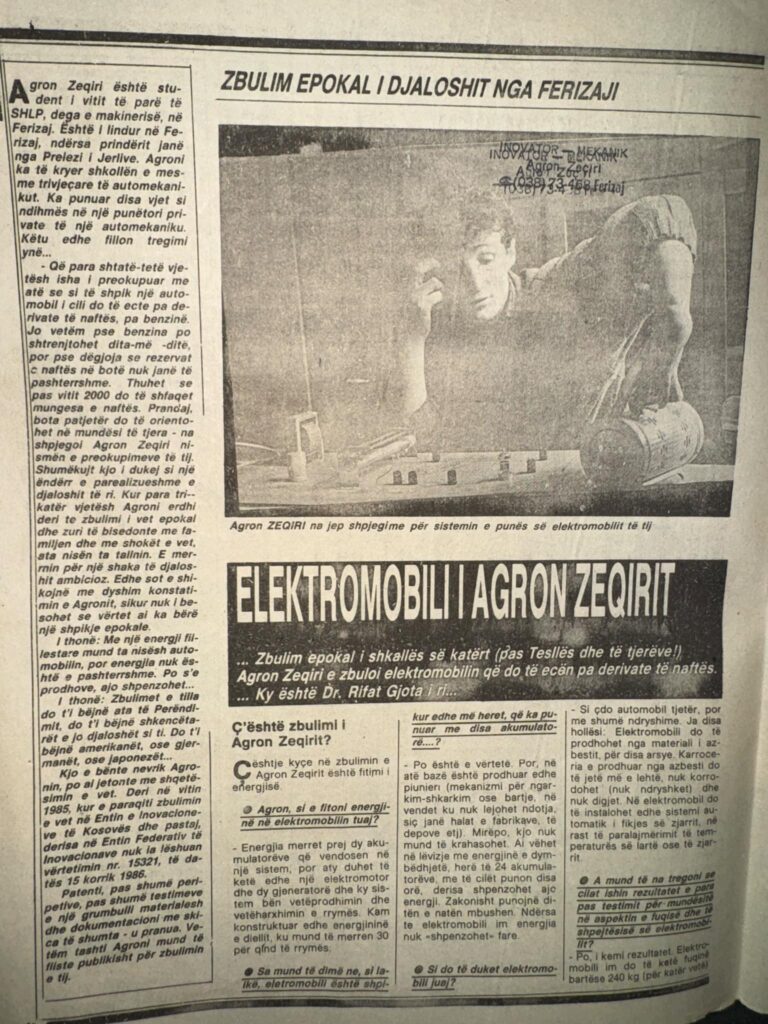 ZBULIM EPOKAL I DJALOSHIT NGA FERIZAJI
Agron Zeqiri është stu-
dent i vitit të parë të
SHLP, dega e makinerisë, në
Ferizaj. Është i lindur në Fe-
rizaj, ndërsa prindërit janë
nga Prelezi i Jerlive. Agroni
ka të kryer shkollën e mes-
me trivjeçare të automekani-
kut. Ka punuar disa vjet si
ndihmës në një punëtori pri-
vate të një automekaniku.
Këtu edhe fillon tregimi
ynë...
- Që para shtatë-tetë vje-
tësh isha i preokupuar me
atë se si të shpik një auto-
mobil i cili do të ecte pa de-
rivate të naftës, pa benzinë.
Jo vetëm pse benzina po
shtrenjtohet dita-më -ditë,
por pse dëgjoja se rezervat
e naftës në botë nuk janë të
pashterrshme. Thuhet se
pas vitit 2000 do të shfaqet
mungesa e naftës. Prandaj,
bota patjetër do të oriento-
het në mundësi të tjera - na
shpjegoi Agron Zeqiri ni-
smën e preokupimeve të tij.
Shumëkujt kjo i dukej si një
ëndërr e parealizueshme e
djaloshit të ri. Kur para tri--
katër vjetësh Agroni erdhi
deri te zbulimi i vet epokal
dhe zuri të bisedonte me fa-
miljen dhe me shokët e vet,
ata nisën ta tallnin. E mer-
rnin për një shaka të djalos-
hit ambicioz. Edhe sot e shi-
kojnë me dyshim konstati-
min e Agronit, sikur nuk i be-
sohet se vërtet ai ka bërë
një shpikje epokale.
I thonë: Me një energji fil-
lestare mund ta nisësh auto-
mobilin, por energjia nuk ësh-
të e pashterrshme. Po s'e
prodhove, ajo shpenzohet...
I thonë: Zbulimet e tilla
do t'i bëjnë ata të Perëndi-
mit, do t'i bëjnë shkencëta-
rët e jo djaloshët si ti. Do t'i
bëjnë amerikanët, ose gjer-
manët, ose japonezët...
Kjo e bënte nevrik Agro-
nin, po ai jetonte me shqetë-
simin e vet. Deri në vitin
1985, kur e paraqiti zbulimin
e vet në Entin e Inovacione-
ve të Kosovës dhe pastaj,
derisa në Entin Federativ të
Inovacionave nuk ia lëshuan
vërtetimin nr. 15321, të da-
tës 15 korrik 1986.
Patenti, pas shumë peri-
petive, pas shumë testimeve
e një grumbulli materialesh
dhe dokumentacioni me ski-
ca të shumta - u pranua. Ve-
tëm tashti Agroni mund të
fliste publikisht për zbulimin
e tij.
INOVATOR — MEKANIK
Agron Zeqiri
Ferizaj
Agron ZEQIRI na jep shpjegime për sistemin e punës së elektromobilit të tij
ELEKTROMOBILI I AGRON ZEQIRIT
... Zbulim epokal i shkallës së katërt (pas Tesllës dhe të tjerëve!)
Agron Zeqiri e zbuloi elektromobilin që do të ecën pa derivate të naftës.
... Ky është Dr. Rifat Gjota i ri...
Ç'është zbulimi i
Agron Zeqirit?
Çështje kyçe në zbulimin e
Agron Zeqirit është fitimi i
energjisë
Agron, si e fitoni energji-
në në elektromobilin tuaj?
- Energjia merret prej dy aku-
mulatorëve që vendosen në
një sistem, por aty duhet të
ketë edhe një elektromotor
dhe dy gjeneratorë dhe ky sis-
tem bën vetëprodhimin dhe
vetëharxhimin e rrymës. Kam
konstruktuar edhe energjininë
e diellit, ku mund të merren 30
për qind të rrymës.
Sa mund të dimë ne, si la-
ikë, eletromobili është shpi-
kur edhe më heret, që ka pu-
nuar me disa akumulato-
rë....?
- Po është e vërtetë. Por, në
atë bazë është prodhuar edhe
piunieri (mekanizmi për ngar-
kim-shkarkim ose bartje, në
vendet ku nuk lejohet ndotja,
siç janë halat e fabrikave, të
depove etj). Mirëpo, kjo nuk
mund të krahasohet. Ai vëhet
në lëvizje me energjinë e dym-
bëdhjetë, herë të 24 akumula-
torëve, me të cilët punon disa
orë, derisa shpenzohet ajo
energji. Zakonisht punojnë di-
tën e natën mbushen. Ndërsa
te elektromobili im energjia
nuk «shpenzohet» fare.
Si do të duket elektromo-
bili juaj?
- Si çdo automobil tjetër, por
me shumë ndryshime. Ja disa
hollësi: Elektromobili do të
prodhohet nga materiali i az-
bestit, për disa arsye. Karroce-
ria e prodhuar nga azbesti do
të jetë më e lehtë, nuk korro-
dohet (nuk ndryshket) dhe
nuk digjet. Në elektromobil do
të instalohet edhe sistemi au-
tomatik i fikjes së zjarrit, në
rast të paralajmërimit të tem-
peraturës së lartë ose të zjar-
rit.
A mund të na tregoni se
cilat ishin rezultatet e para
pas testimit për mundësitë
në aspektin e fuqisë dhe të
shpejtësisë së elektromobi-
lit?
- Po, i kemi rezultatet. Elektro-
mobili im do të ketë fuqinë
bartëse 240 kg (për katër vetë)